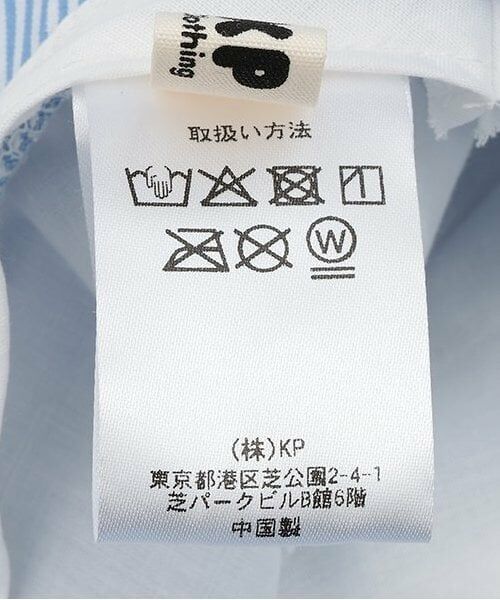 KP
othing
取扱い方法
W
(株)KP
東京都港区芝公園2-4-1
芝パークビルB館6階
中国製